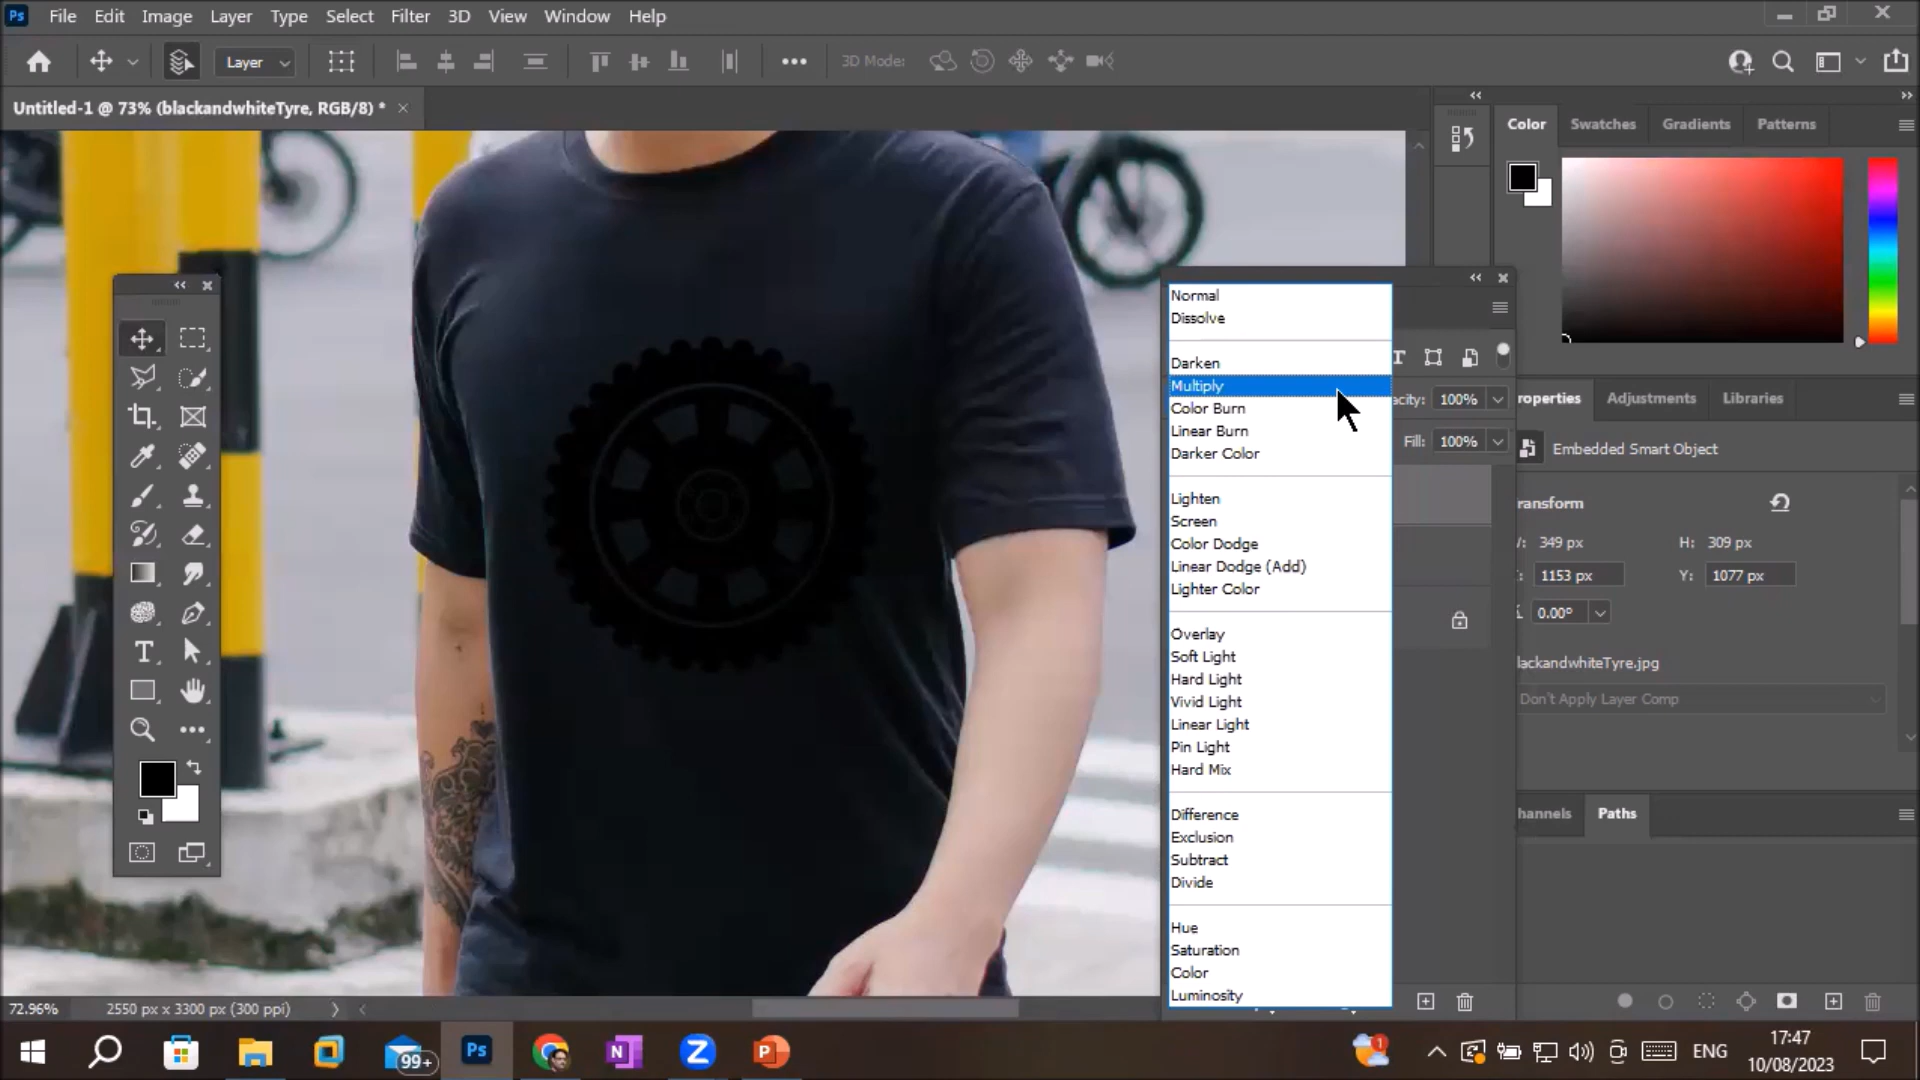 Ps File Edit Image Layer Type Select Filter 3D View Window Help
Layer
3D Mode:
Untitled-1 @ 73% (blackandwhiteTyre, RGB/8) *
Color Swatches Gradients Patterns
Normal
Dissolve
Darken
Multiply
Color Burn
Linear Burn
Darker Color
Lighten
Screen
Color Dodge
Linear Dodge (Add)
Lighter Color
Overlay
Soft Light
Hard Light
Vivid Light
Linear Light
Pin Light
Hard Mix
Difference
Exclusion
Subtract
Divide
Hue
Saturation
Color
Luminosity
acity: 100%
Fill: 100%
roperties Adjustments Libraries
Embedded Smart Object
ransform
349 px H: 309 px
1153 px Y: 1077 px
0.00°
lackandwhiteTyre.jpg
Don't Apply Layer Comp
hannels Paths
72.96% 2550 px x 3300 px (300 ppi)
99+ Ps N Z P
1 ENG
17:47
10/08/2023